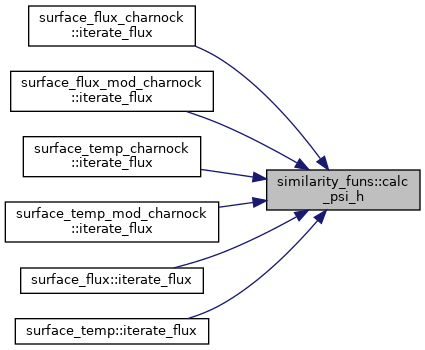 surface_flux_charnock
::iterate_flux
surface_flux_mod_charnock
::iterate_flux
surface_temp_charnock
::iterate_flux
similarity_funs::calc
_psi_h
surface_temp_mod_charnock
::iterate_flux
surface_flux::iterate_flux
surface_temp::iterate_flux